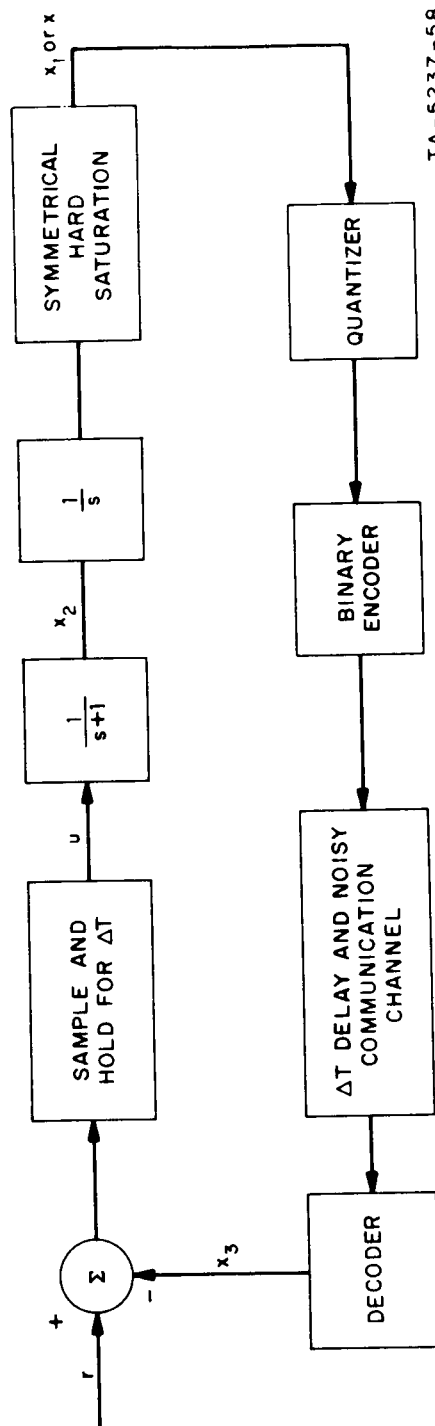 r
+
Σ
-
SAMPLE AND
HOLD FOR ΔT
u
1
s+1
x2
1
s
SYMMETRICAL
HARD
SATURATION
x1 or x
QUANTIZER
BINARY
ENCODER
ΔT DELAY AND NOISY
COMMUNICATION
CHANNEL
DECODER
x3
TA-5237-59